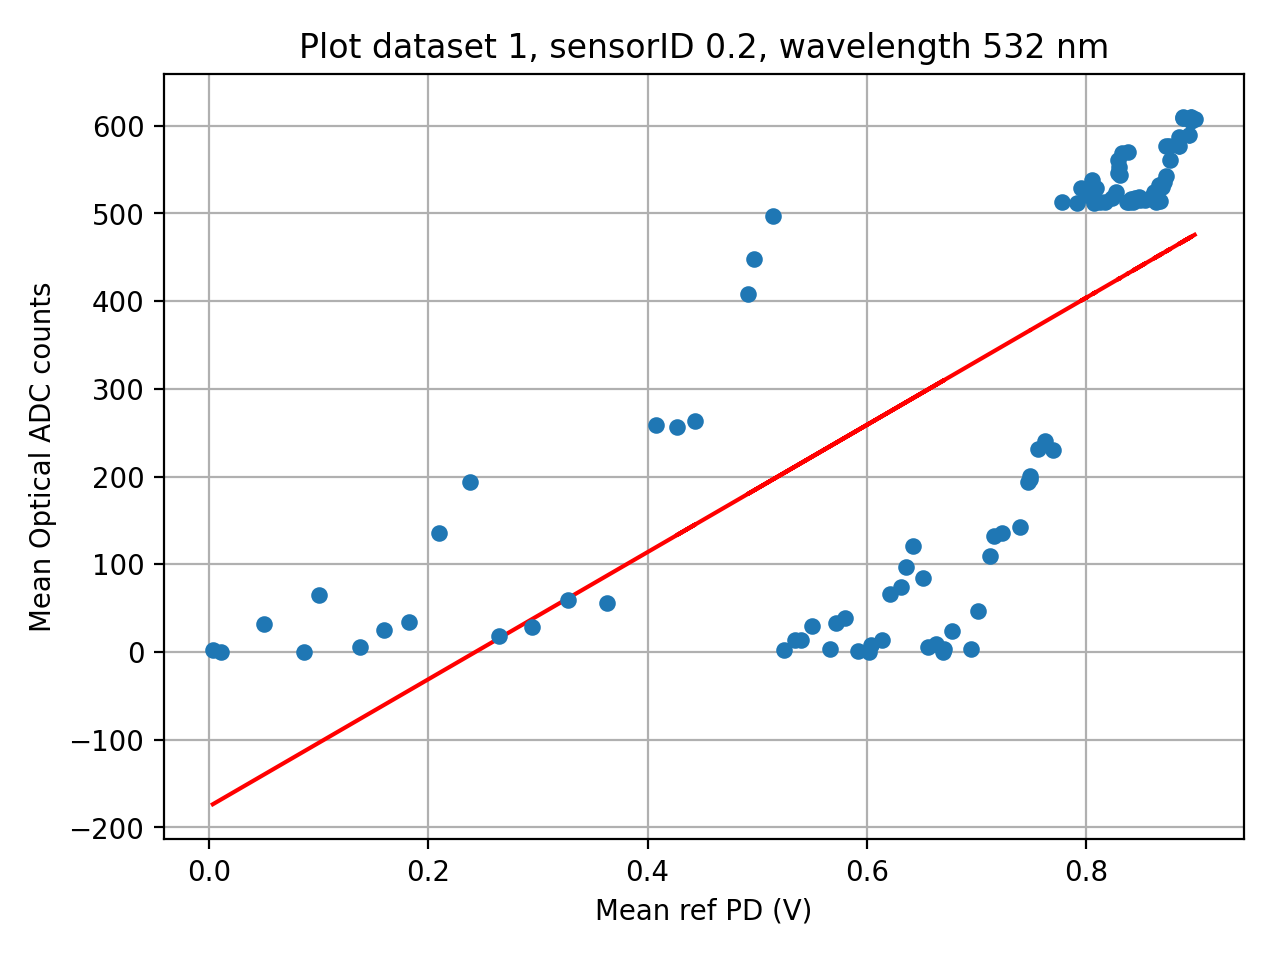 Plot dataset 1, sensorID 0.2, wavelength 532 nm
600
500
400
300
200
100
0
−100
−200
Mean Optical ADC counts
0.0 0.2 0.4 0.6 0.8
Mean ref PD (V)